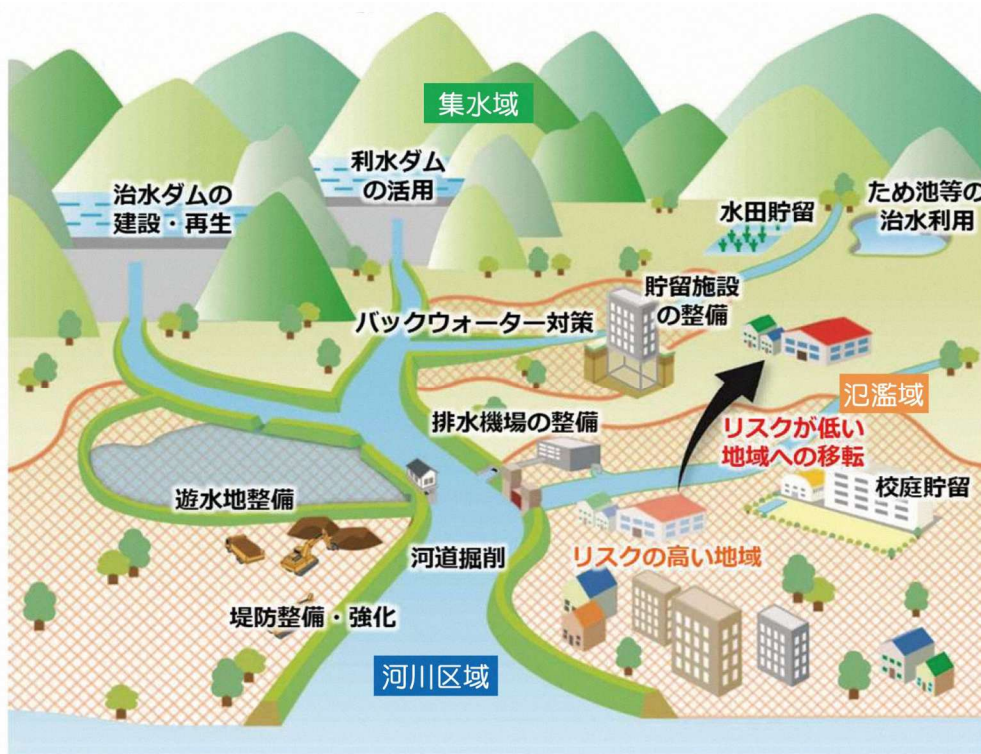 集水域
治水ダムの
建設・再生
利水ダム
の活用
水田貯留
ため池等の
治水利用
バックウォーター対策
貯留施設
の整備
氾濫域
排水機場の整備
リスクが低い
地域への移転
遊水地整備
校庭貯留
河道掘削
リスクの高い地域
堤防整備・強化
河川区域